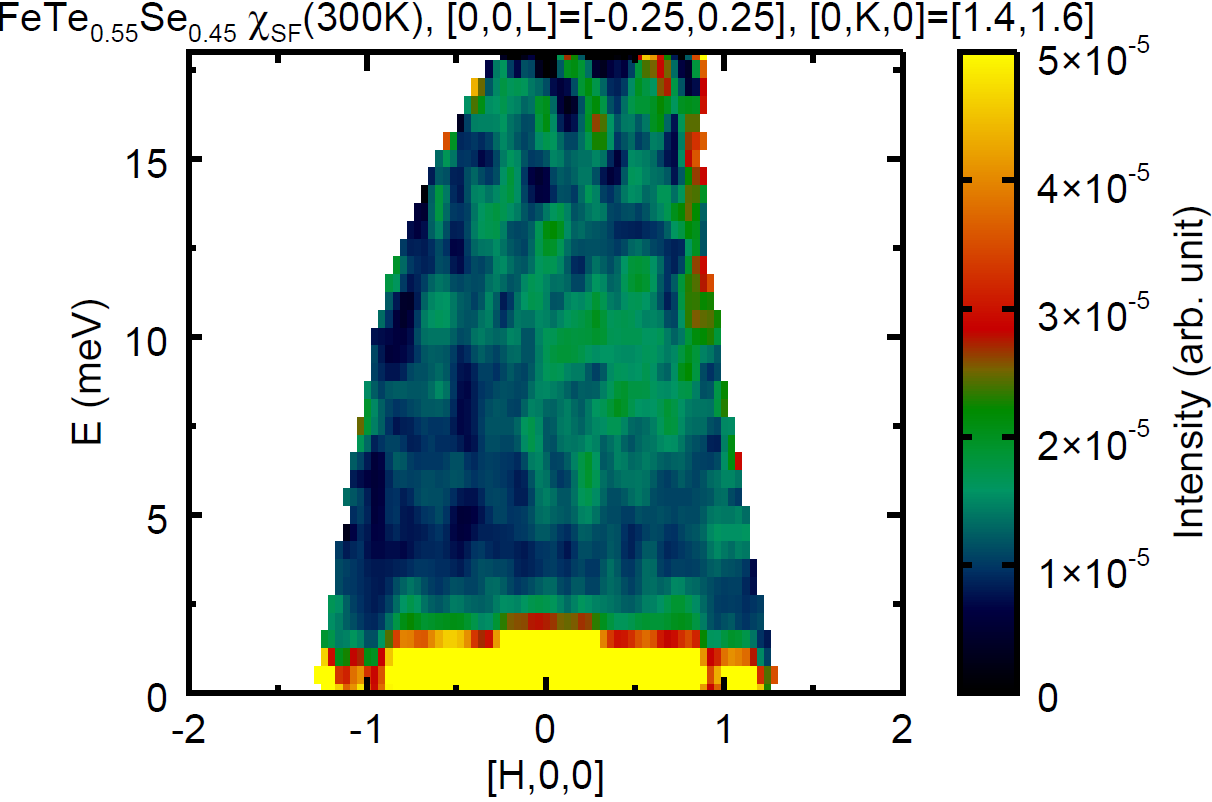 FeTe0.55Se0.45 χSF(300K), [0,0,L]=[-0.25,0.25], [0,K,0]=[1.4,1.6]
15
10
5
0
E (meV)
-2 -1 0 1 2
[H,0,0]
5×10-5
4×10-5
3×10-5
2×10-5
1×10-5
0
Intensity (arb. unit)